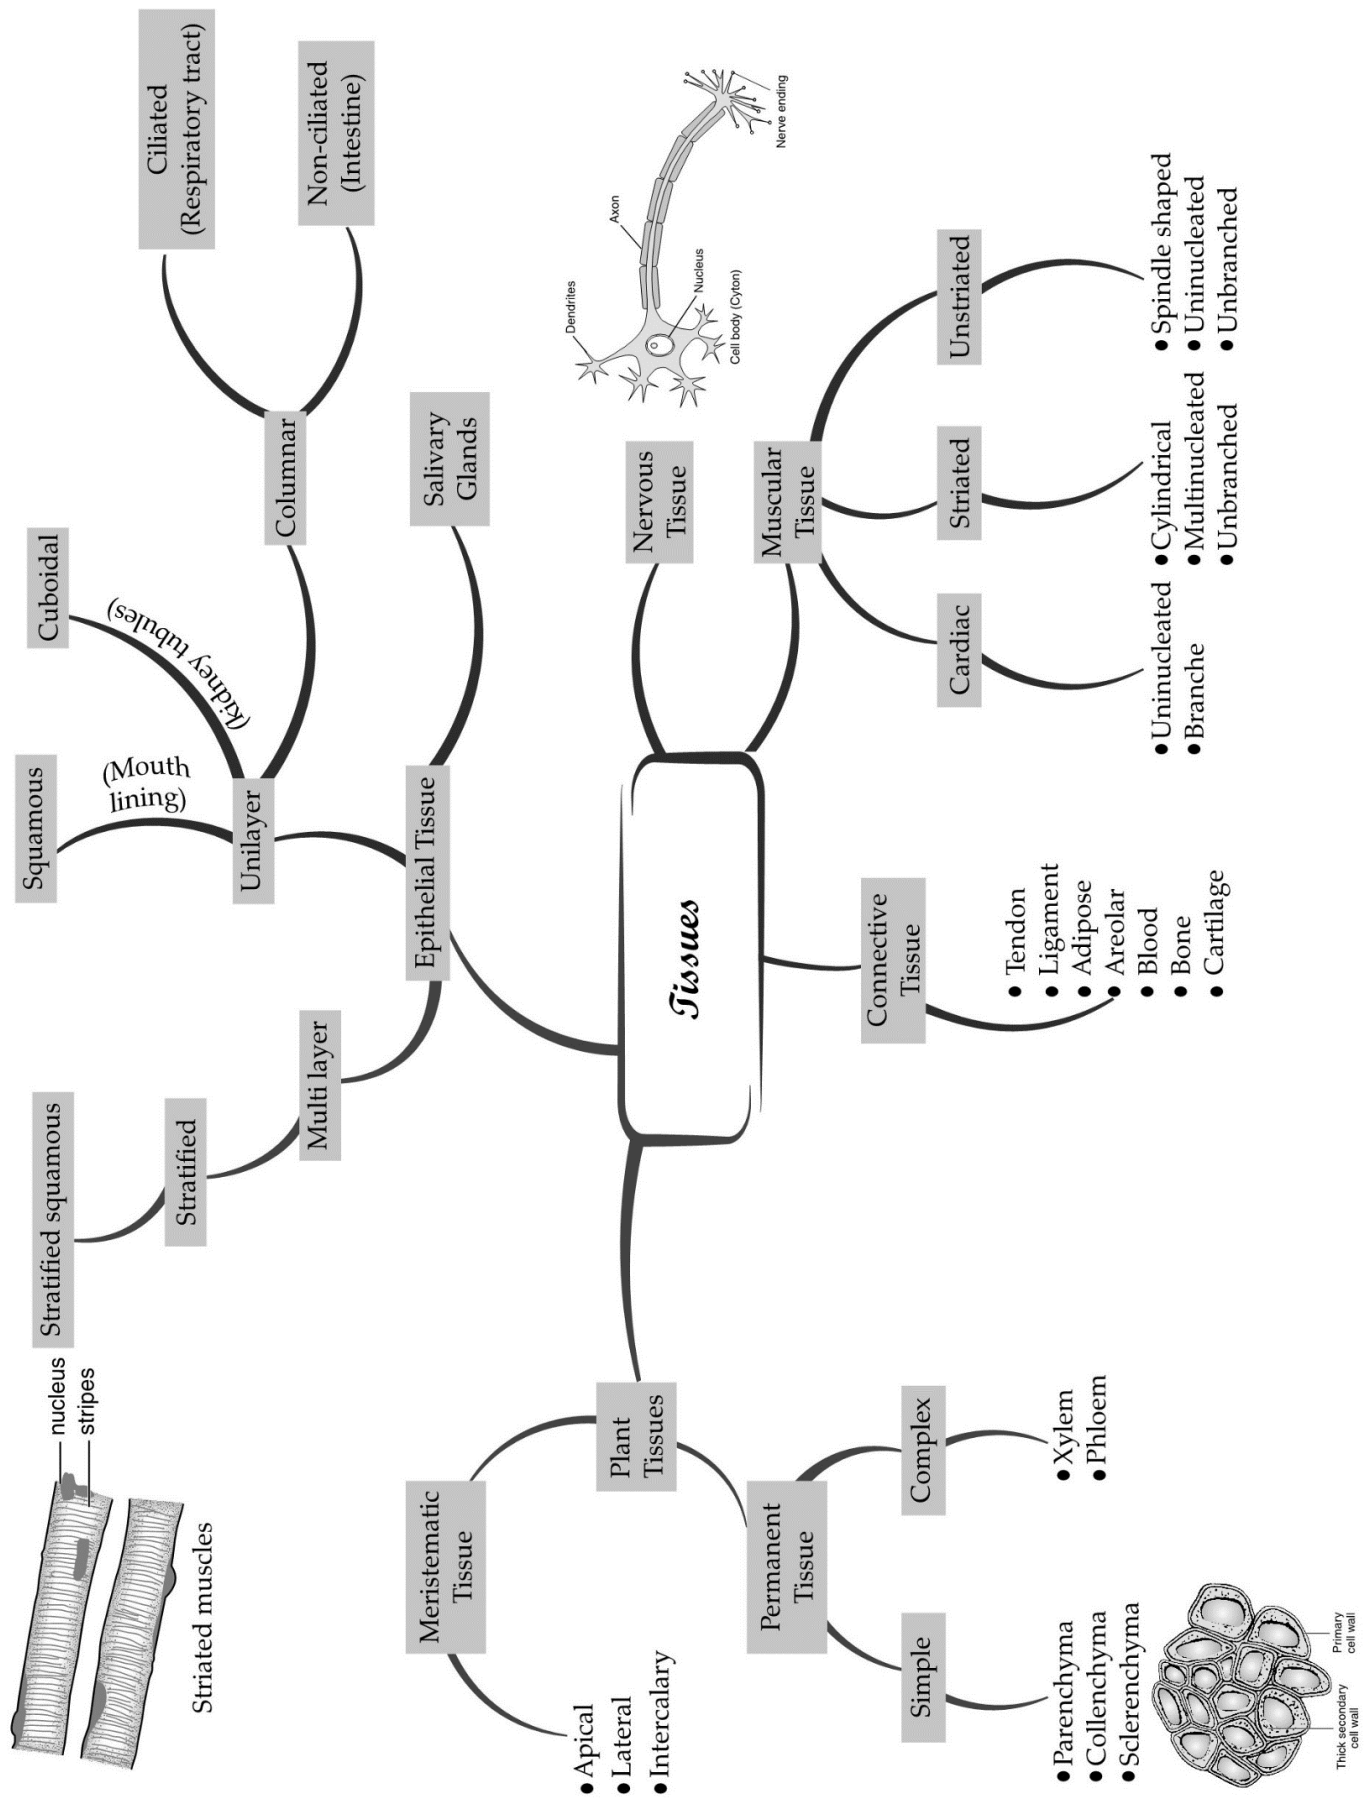 Striated muscles
nucleus
stripes
Stratified squamous
Stratified
Multi layer
Squamous
(Mouth
lining)
Cuboidal
(kidney tubules)
Unilayer
Columnar
Ciliated
(Respiratory tract)
Non-ciliated
(Intestine)
Epithelial Tissue
Salivary
Glands
Meristematic
Tissue
Apical
Lateral
Intercalary
Plant
Tissues
Tissues
Nervous
Tissue
Dendrites
Axon
Nucleus
Cell body (Cyton)
Nerve ending
Permanent
Tissue
Simple
Parenchyma
Collenchyma
Sclerenchyma
Complex
Xylem
Phloem
Connective
Tissue
Tendon
Ligament
Adipose
Areolar
Blood
Bone
Cartilage
Muscular
Tissue
Cardiac
Uninucleated
Branche
Striated
Cylindrical
Multinucleated
Unbranched
Unstriated
Spindle shaped
Uninucleated
Unbranched
Thick secondary
cell wall
Primary
cell wall